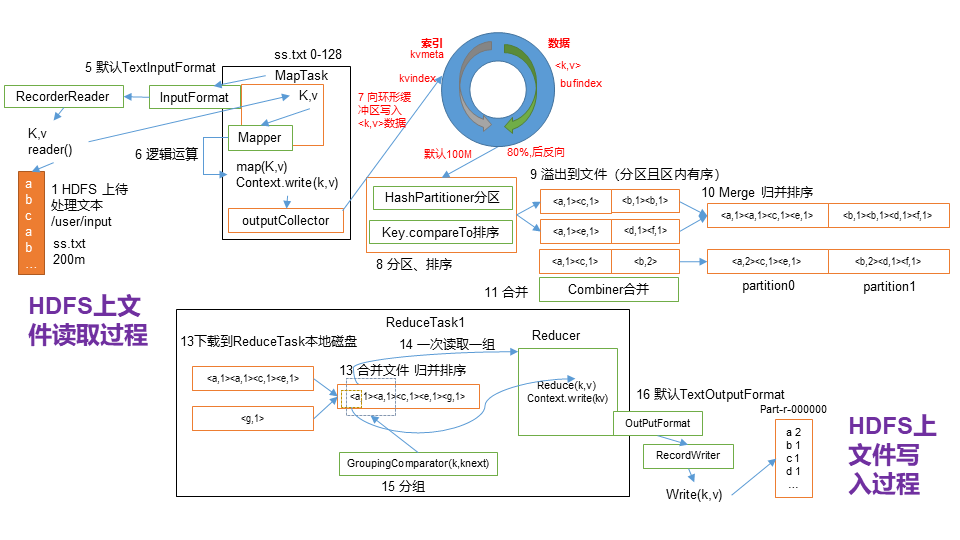 ss.txt 0-128
5 默认TextInputFormat
MapTask
RecorderReader
InputFormat
K,v
K,v
reader()
Mapper
6 逻辑运算
map(K,v)
Context.write(k,v)
outputCollector
a
b
c
a
b
...
1 HDFS 上待
处理文本
/user/input
ss.txt
200m
HDFS上文
件读取过程
索引
kvmeta
kvindex
数据
<k,v>
bufindex
7 向环形缓
冲区写入
<k,v>数据
默认100M
80%,后反向
HashPartitioner分区
Key.compareTo排序
8 分区、排序
9 溢出到文件（分区且区内有序）
<a,1><c,1>
<b,1><b,1>
<a,1><e,1>
<d,1><f,1>
10 Merge 归并排序
<a,1><a,1><c,1><e,1>
<b,1><b,1><d,1><f,1>
<a,1><c,1>
<b,2>
<a,2><c,1><e,1>
<b,2><d,1><f,1>
11 合并
Combiner合并
partition0
partition1
ReduceTask1
13下载到ReduceTask本地磁盘
14 一次读取一组
Reducer
<a,1><a,1><c,1><e,1>
<g,1>
13 合并文件 归并排序
<a,1><a,1><c,1><e,1><g,1>
Reduce(k,v)
Context.write(kv)
GroupingComparator(k,knext)
15 分组
16 默认TextOutputFormat
OutPutFormat
RecordWriter
Write(k,v)
Part-r-000000
a 2
b 1
c 1
d 1
...
HDFS上
文件写
入过程